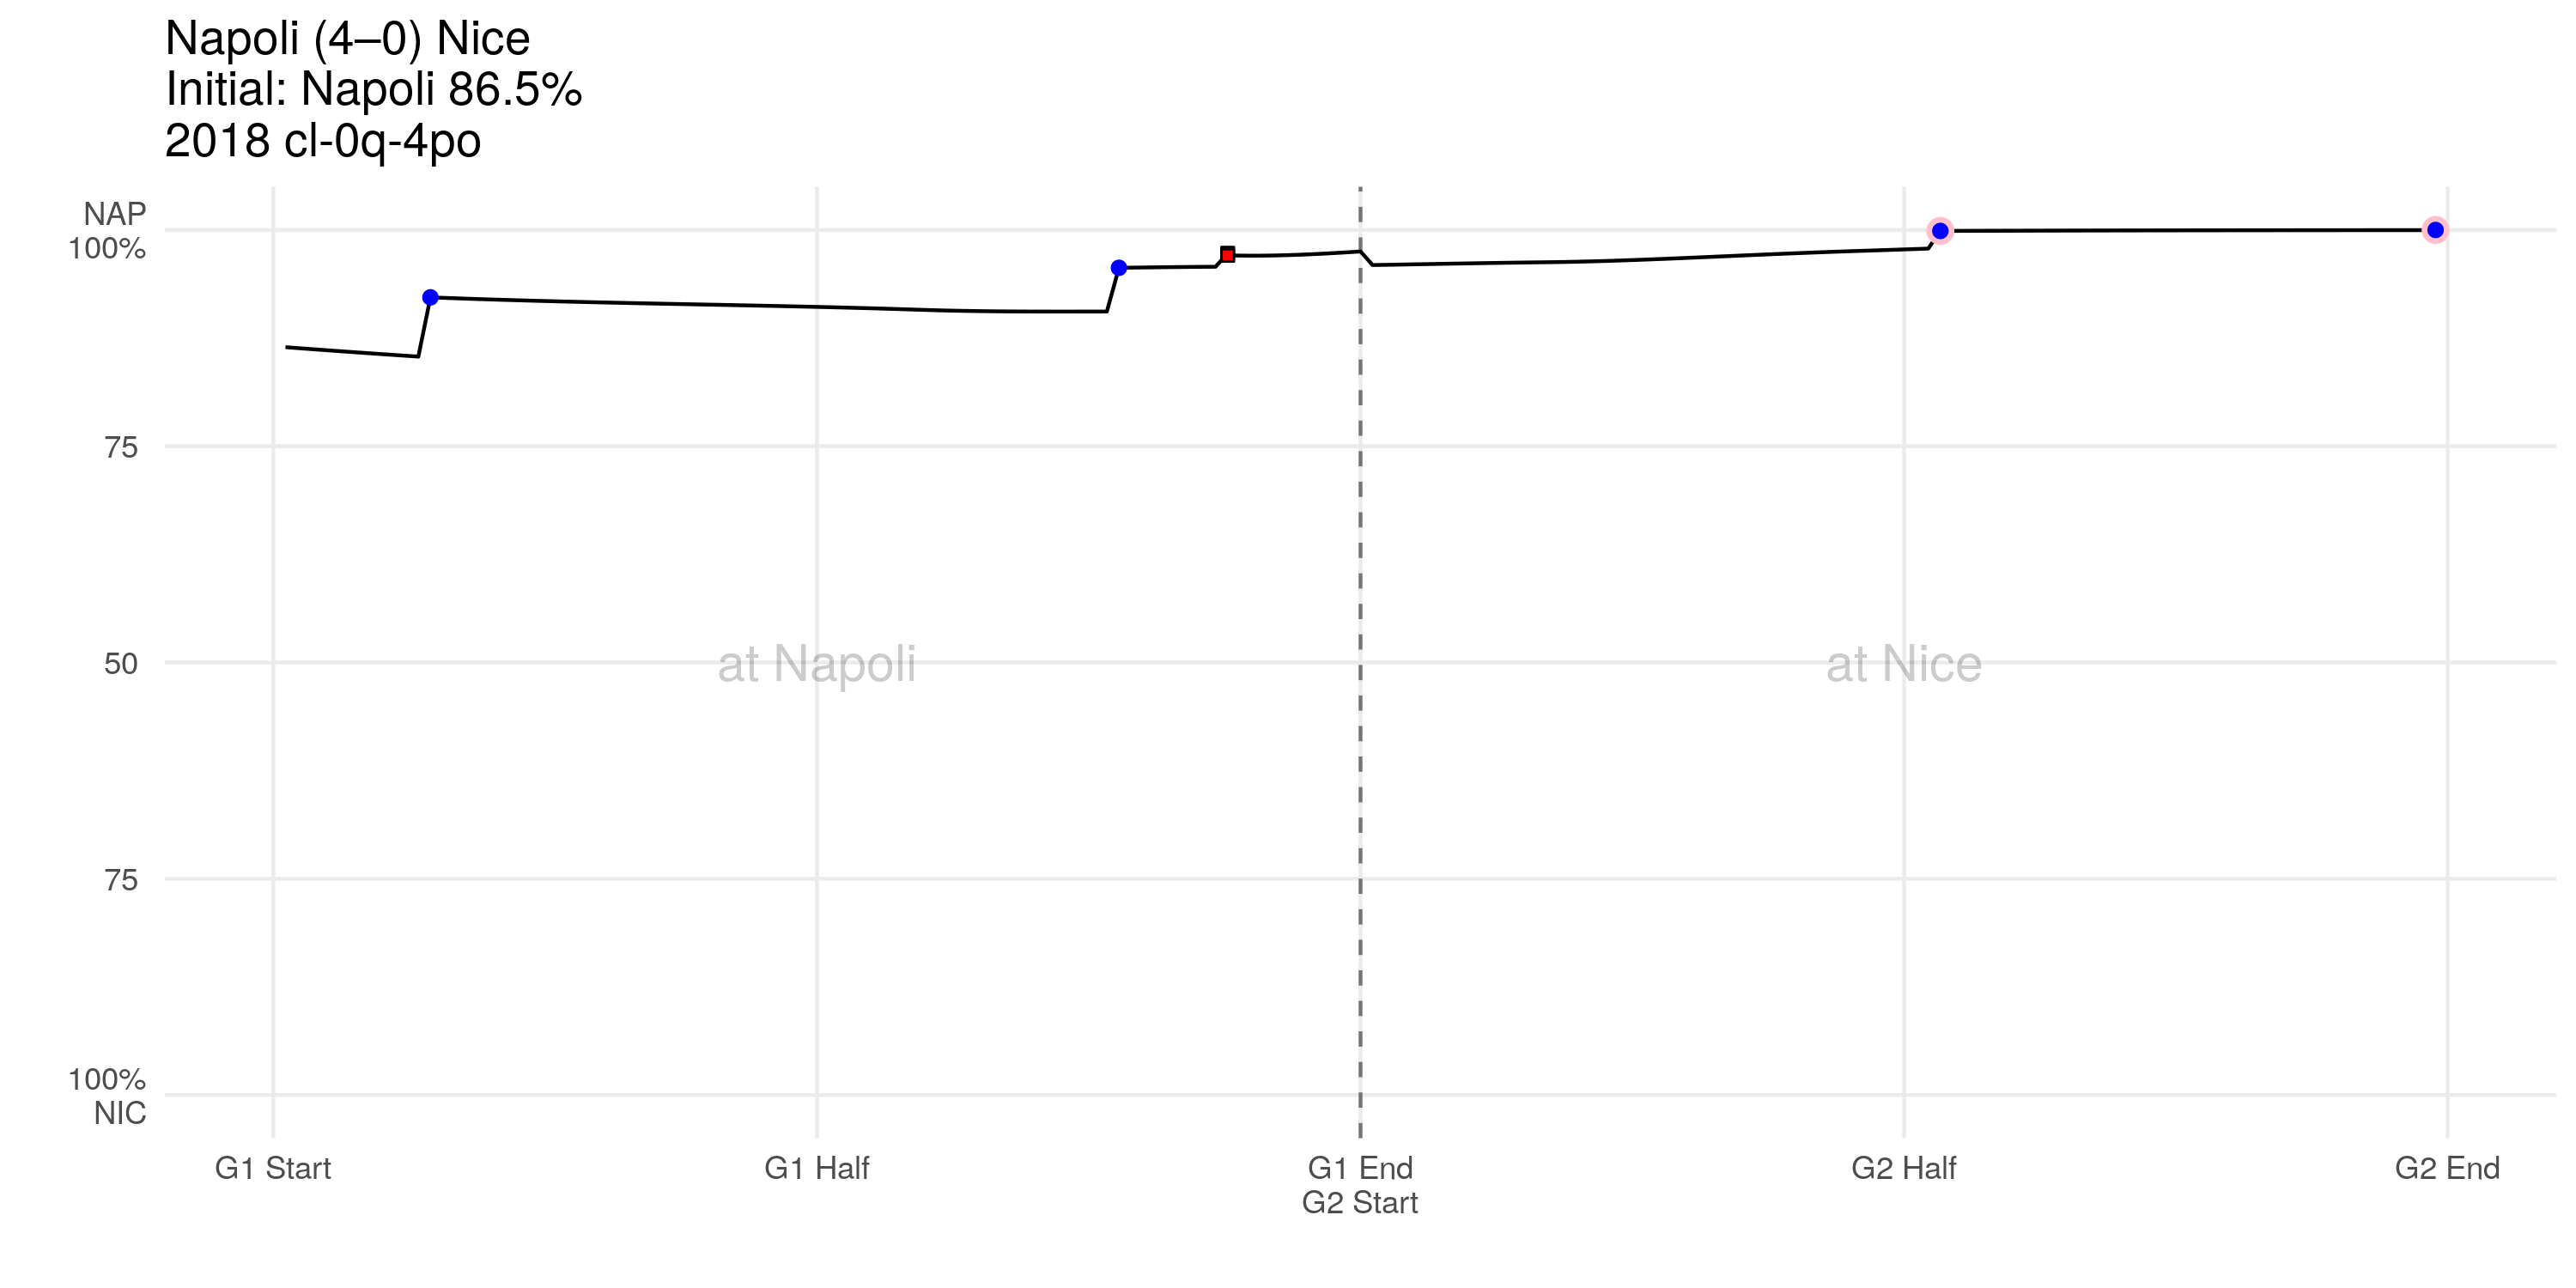 Napoli (4–0) Nice
Initial: Napoli 86.5%
2018 cl-0q-4po
NAP
100%
75
50
75
100%
NIC
at Napoli
at Nice
G1 Start
G1 Half
G1 End
G2 Start
G2 Half
G2 End